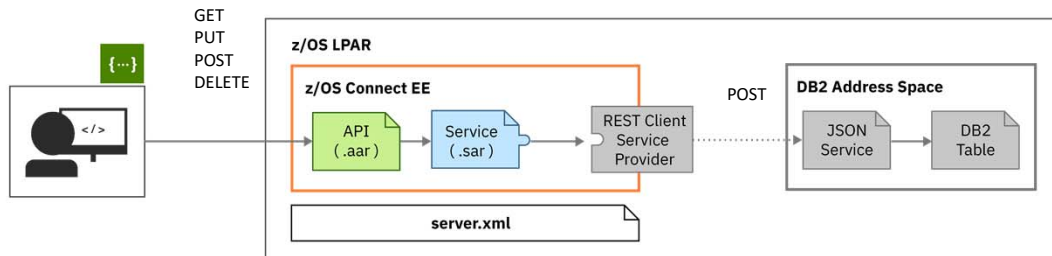 GET
PUT
POST
DELETE
{...}
</>
z/OS LPAR
z/OS Connect EE
API
( .aar )
Service
( .sar )
REST Client
Service
Provider
POST
DB2 Address Space
JSON
Service
DB2
Table
server.xml